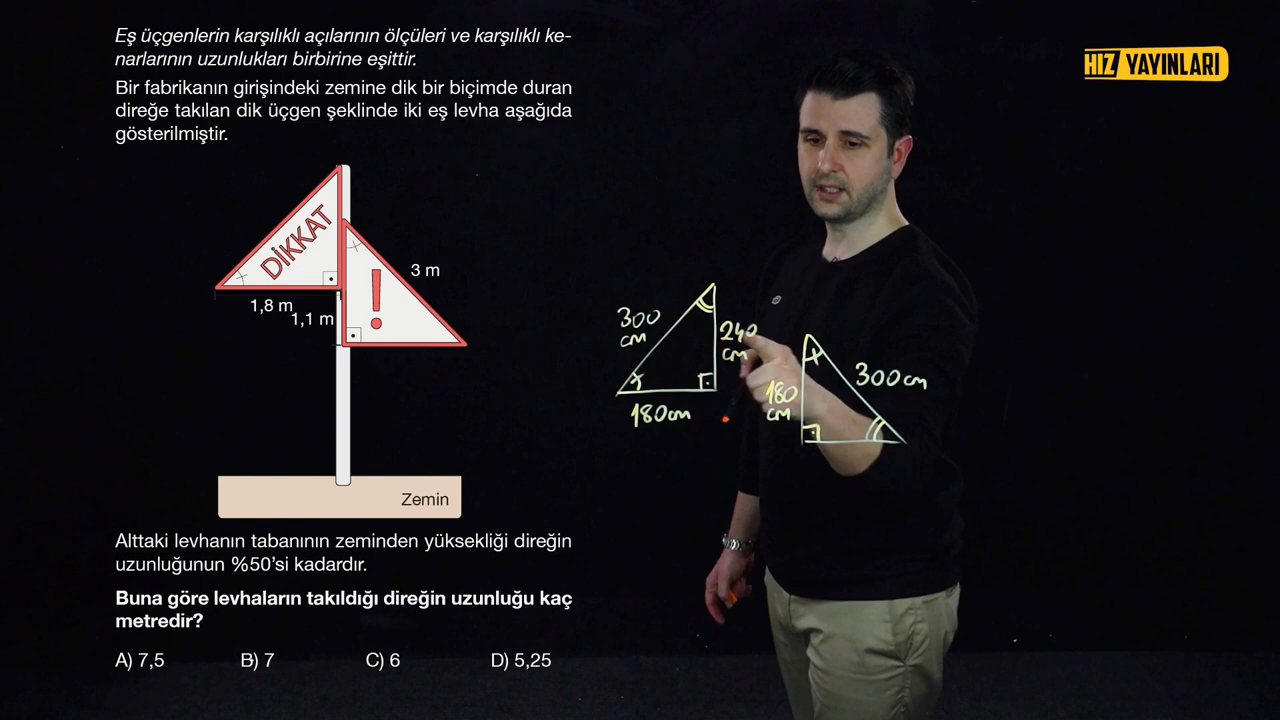 Eş üçgenlerin karşılıklı açılarının ölçüleri ve karşılıklı ke-
narlarının uzunlukları birbirine eşittir.
Bir fabrikanın girişindeki zemine dik bir biçimde duran
direğe takılan dik üçgen şeklinde iki eş levha aşağıda
gösterilmiştir.
HIZ YAYINLARI
DİKKAT
!
3 m
1,8 m
1,1 m
Zemin
300
cm
240
cm
180cm
180
cm
300cm
Alttaki levhanın tabanının zeminden yüksekliği direğin
uzunluğunun %50'si kadardır.
Buna göre levhaların takıldığı direğin uzunluğu kaç
metredir?
A) 7,5 B) 7 C) 6 D) 5,25